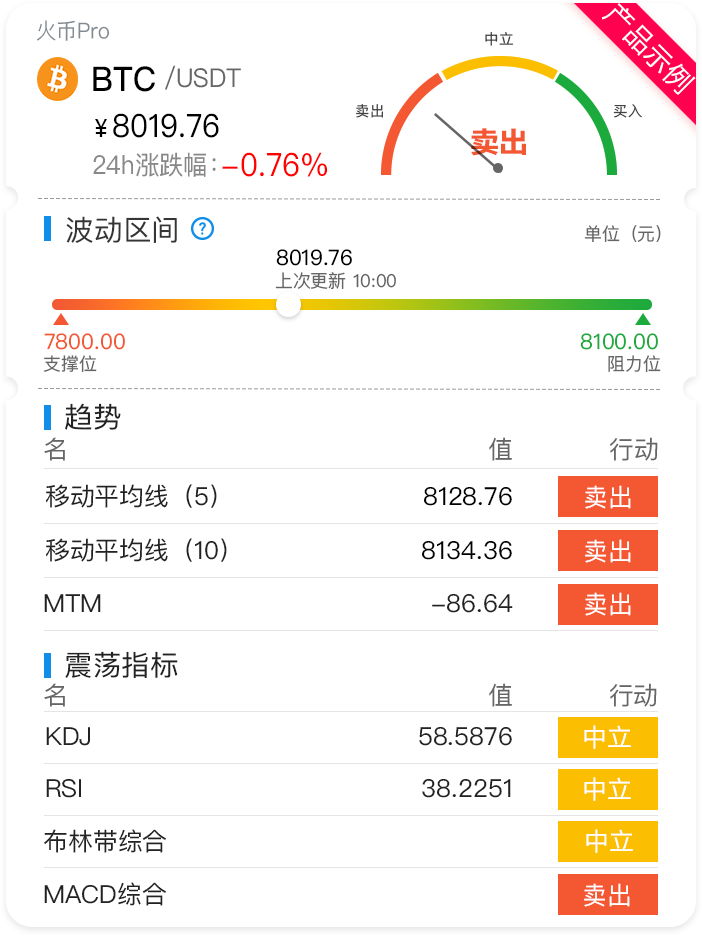 火币Pro
产品示例
BTC /USDT
¥8019.76
24h涨跌幅：-0.76%
中立
卖出
买入
卖出
波动区间 ?
单位（元）
8019.76
上次更新 10:00
7800.00 8100.00
支撑位 阻力位
趋势
名 值 行动
移动平均线（5） 8128.76 卖出
移动平均线（10） 8134.36 卖出
MTM -86.64 卖出
震荡指标
名 值 行动
KDJ 58.5876 中立
RSI 38.2251 中立
布林带综合 中立
MACD综合 卖出